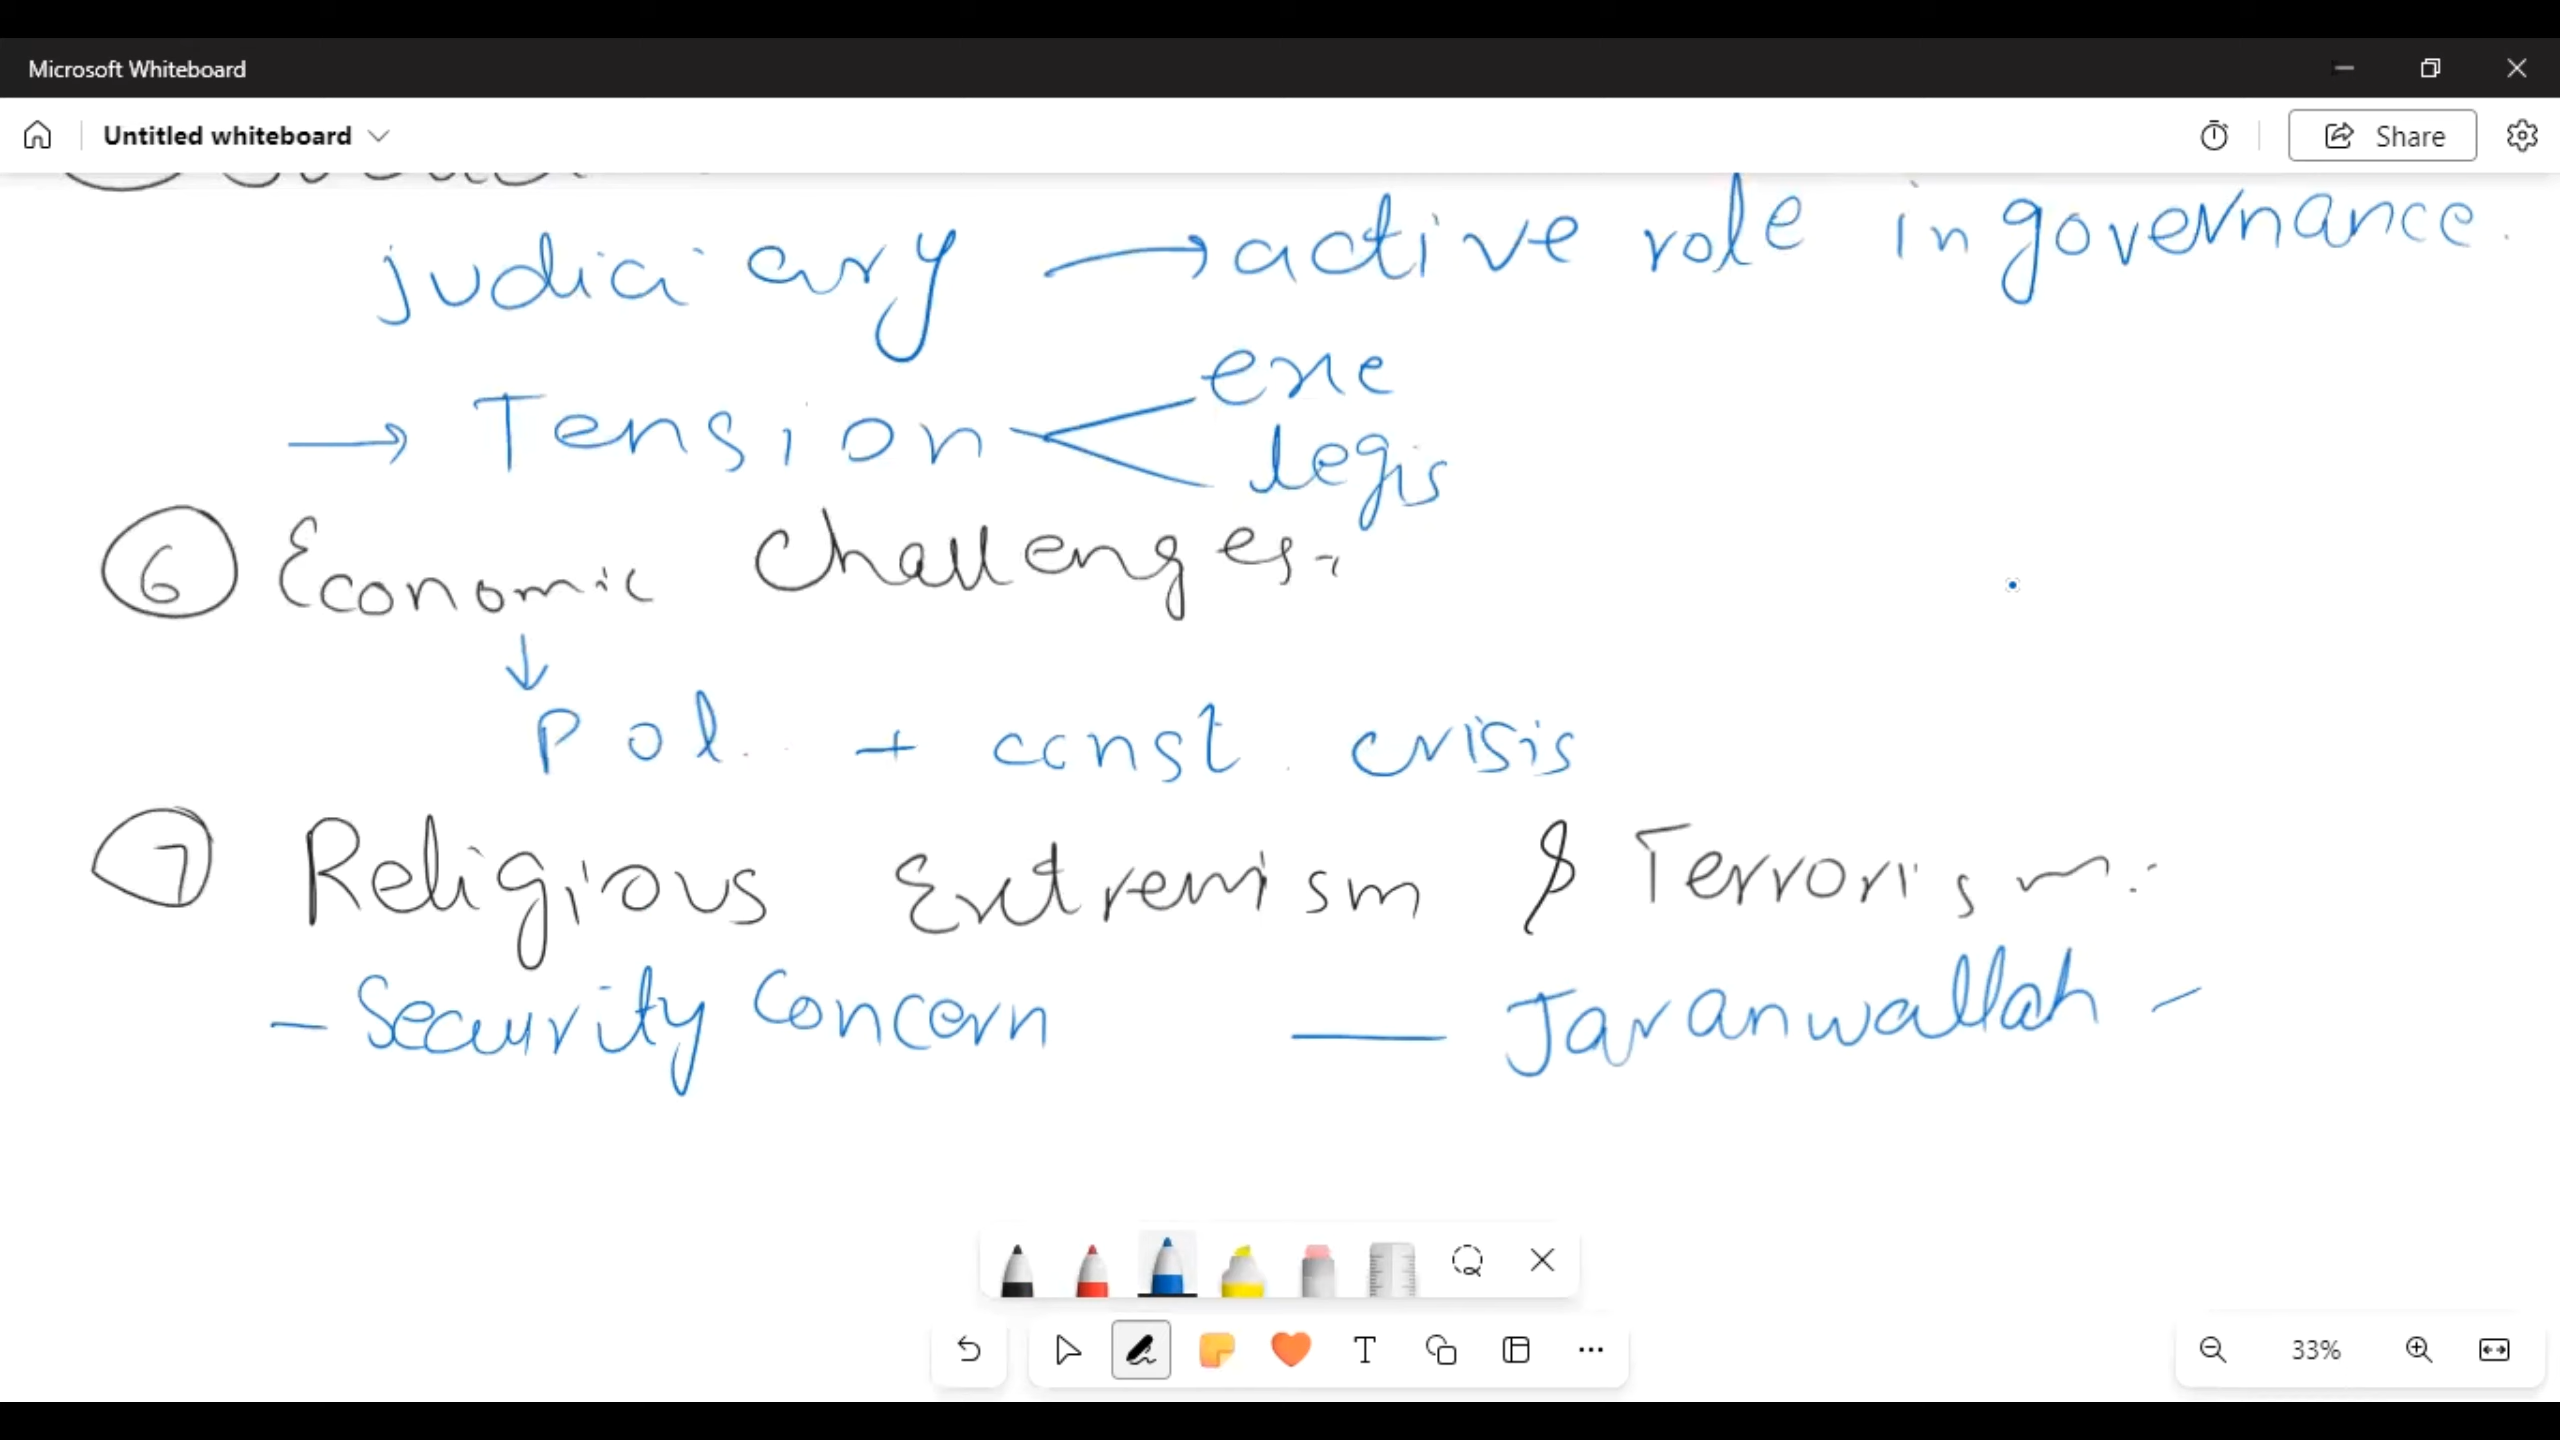 Microsoft Whiteboard
Untitled whiteboard
Share
judiciary → active role in governance.
→ Tension
exe
legis
6 Economic Challenges:
↓
Pol. + const. crisis
7 Religious Extremism & Terrorism:
- Security Concern — Jaranwallah -
33%